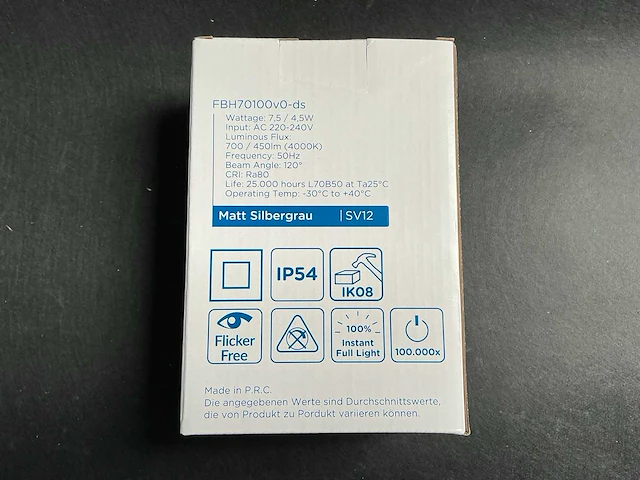 FBH70100v0-ds
Wattage: 7,5 / 4,5W
Input: AC 220-240V
Luminous Flux:
700 / 450lm (4000K)
Frequency: 50Hz
Beam Angle: 120°
CRI: Ra80
Life: 25.000 hours L70B50 at Ta25°C
Operating Temp: -30°C to +40°C
Matt Silbergrau | SV12
IP54
IK08
Flicker
Free
100%
Instant
Full Light
100.000x
Made in P.R.C.
Die angegebenen Werte sind Durchschnittswerte,
die von Produkt zu Pordukt variieren können.